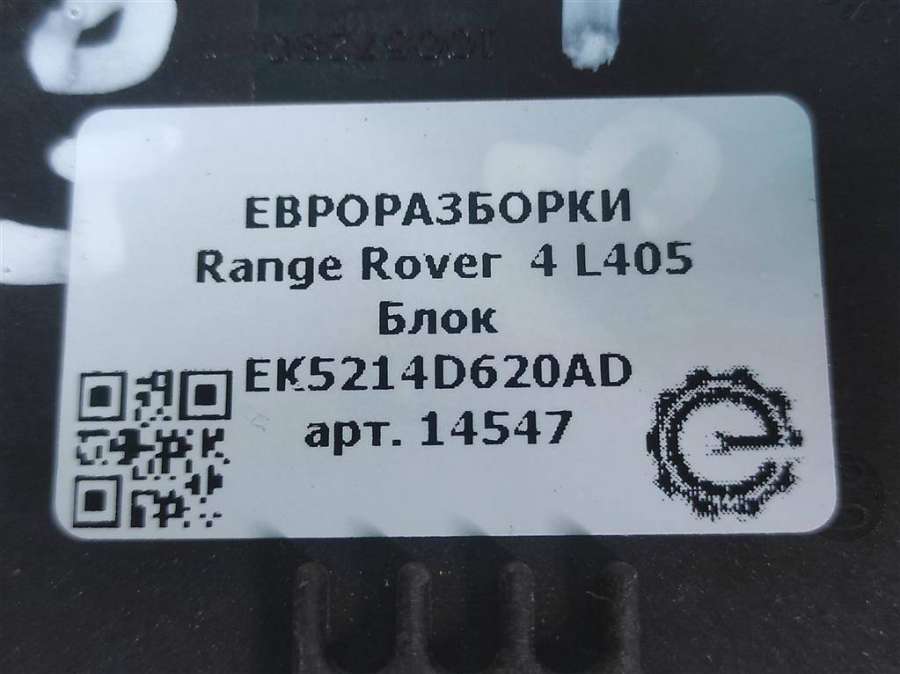 ЕВРОРАЗБОРКИ
Range Rover 4 L405
Блок
EK5214D620AD
арт. 14547